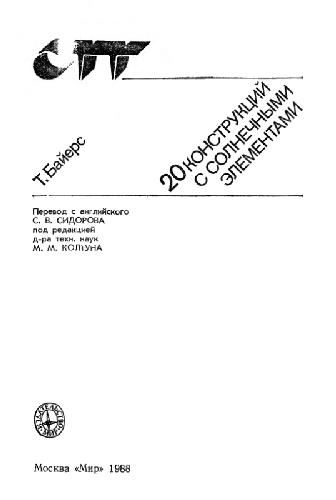 Т. Байерс
20 КОНСТРУКЦИЙ
С СОЛНЕЧНЫМИ
ЭЛЕМЕНТАМИ
Перевод с английского
С. В. СИДОРОВА
под редакцией
д-ра техн. наук
М. М. КОЛТУНА
ИЗДАТЕЛЬСТВО
МИР
Москва «Мир» 1988